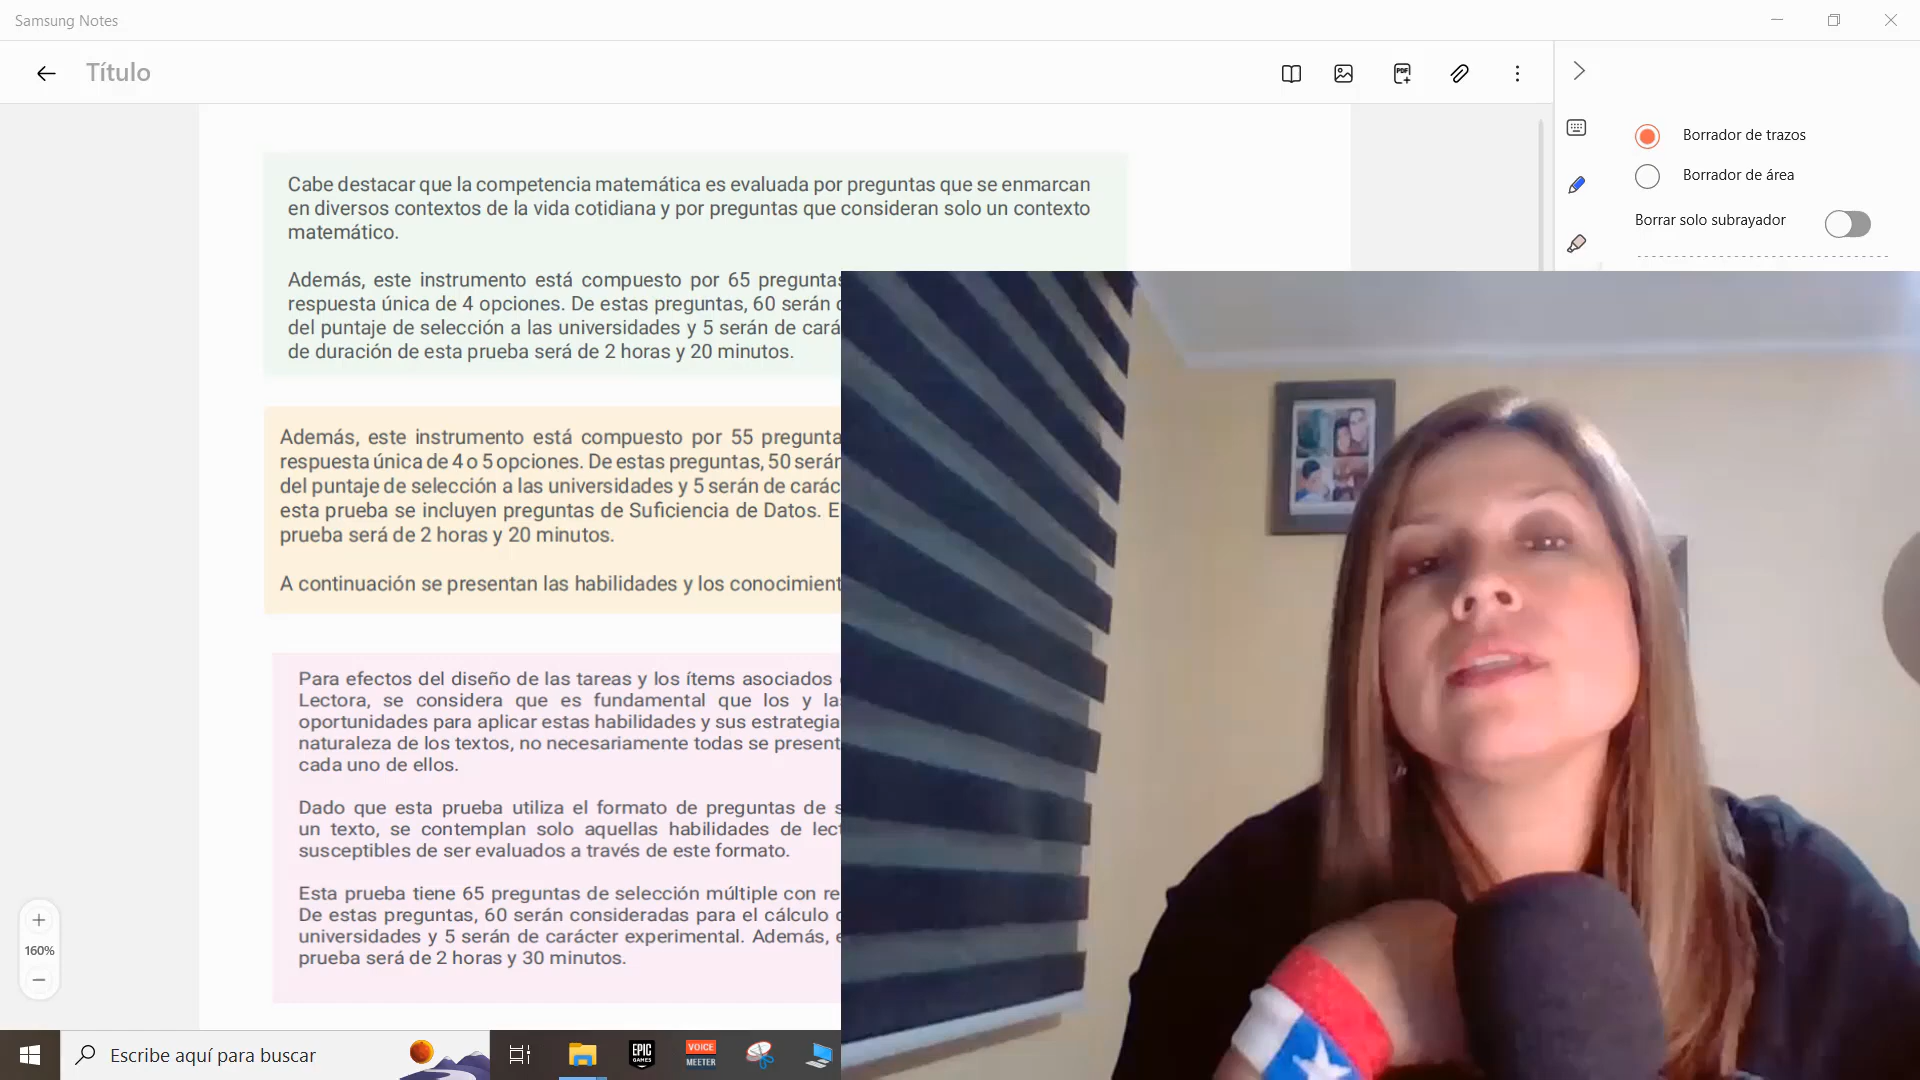 Samsung Notes
Título
PDF
Borrador de trazos
Borrador de área
Borrar solo subrayador
Cabe destacar que la competencia matemática es evaluada por preguntas que se enmarcan
en diversos contextos de la vida cotidiana y por preguntas que consideran solo un contexto
matemático.
Además, este instrumento está compuesto por 65 preguntas
respuesta única de 4 opciones. De estas preguntas, 60 serán
del puntaje de selección a las universidades y 5 serán de
de duración de esta prueba será de 2 horas y 20 minutos.
Además, este instrumento está compuesto por 55
respuesta única de 4 o 5 opciones. De estas preguntas, 50 serán
del puntaje de selección a las universidades y 5 serán de
esta prueba se incluyen preguntas de Suficiencia de Datos.
prueba será de 2 horas y 20 minutos.
A continuación se presentan las habilidades y los
Para efectos del diseño de las tareas y los ítems asociados
Lectora, se considera que es fundamental que los y
oportunidades para aplicar estas habilidades y sus
naturaleza de los textos, no necesariamente todas se
cada uno de ellos.
Dado que esta prueba utiliza el formato de preguntas de
un texto, se contemplan solo aquellas habilidades de
susceptibles de ser evaluados a través de este formato.
Esta prueba tiene 65 preguntas de selección múltiple con
De estas preguntas, 60 serán consideradas para el cálculo
universidades y 5 serán de carácter experimental. Además,
prueba será de 2 horas y 30 minutos.
160%
Escribe aquí para buscar
EPIC
GAMES
VOICE
MEETER